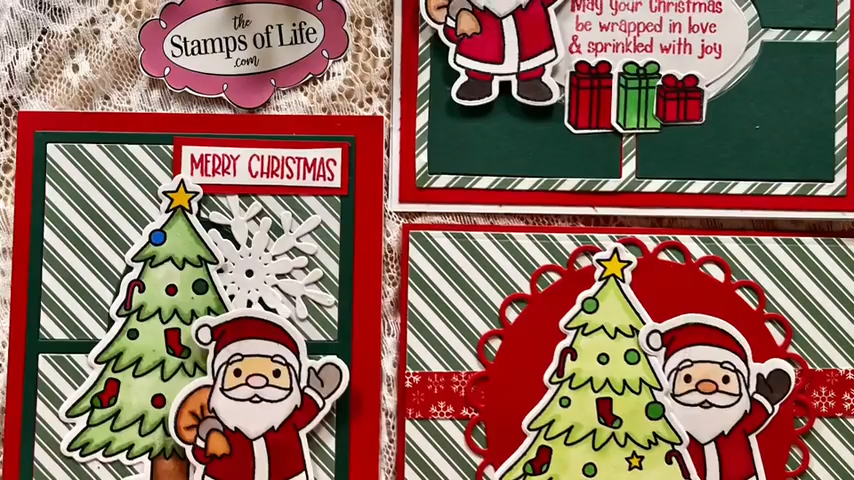 the
Stamps of Life
.com
May your Christmas
be wrapped in love
& sprinkled with joy
MERRY CHRISTMAS